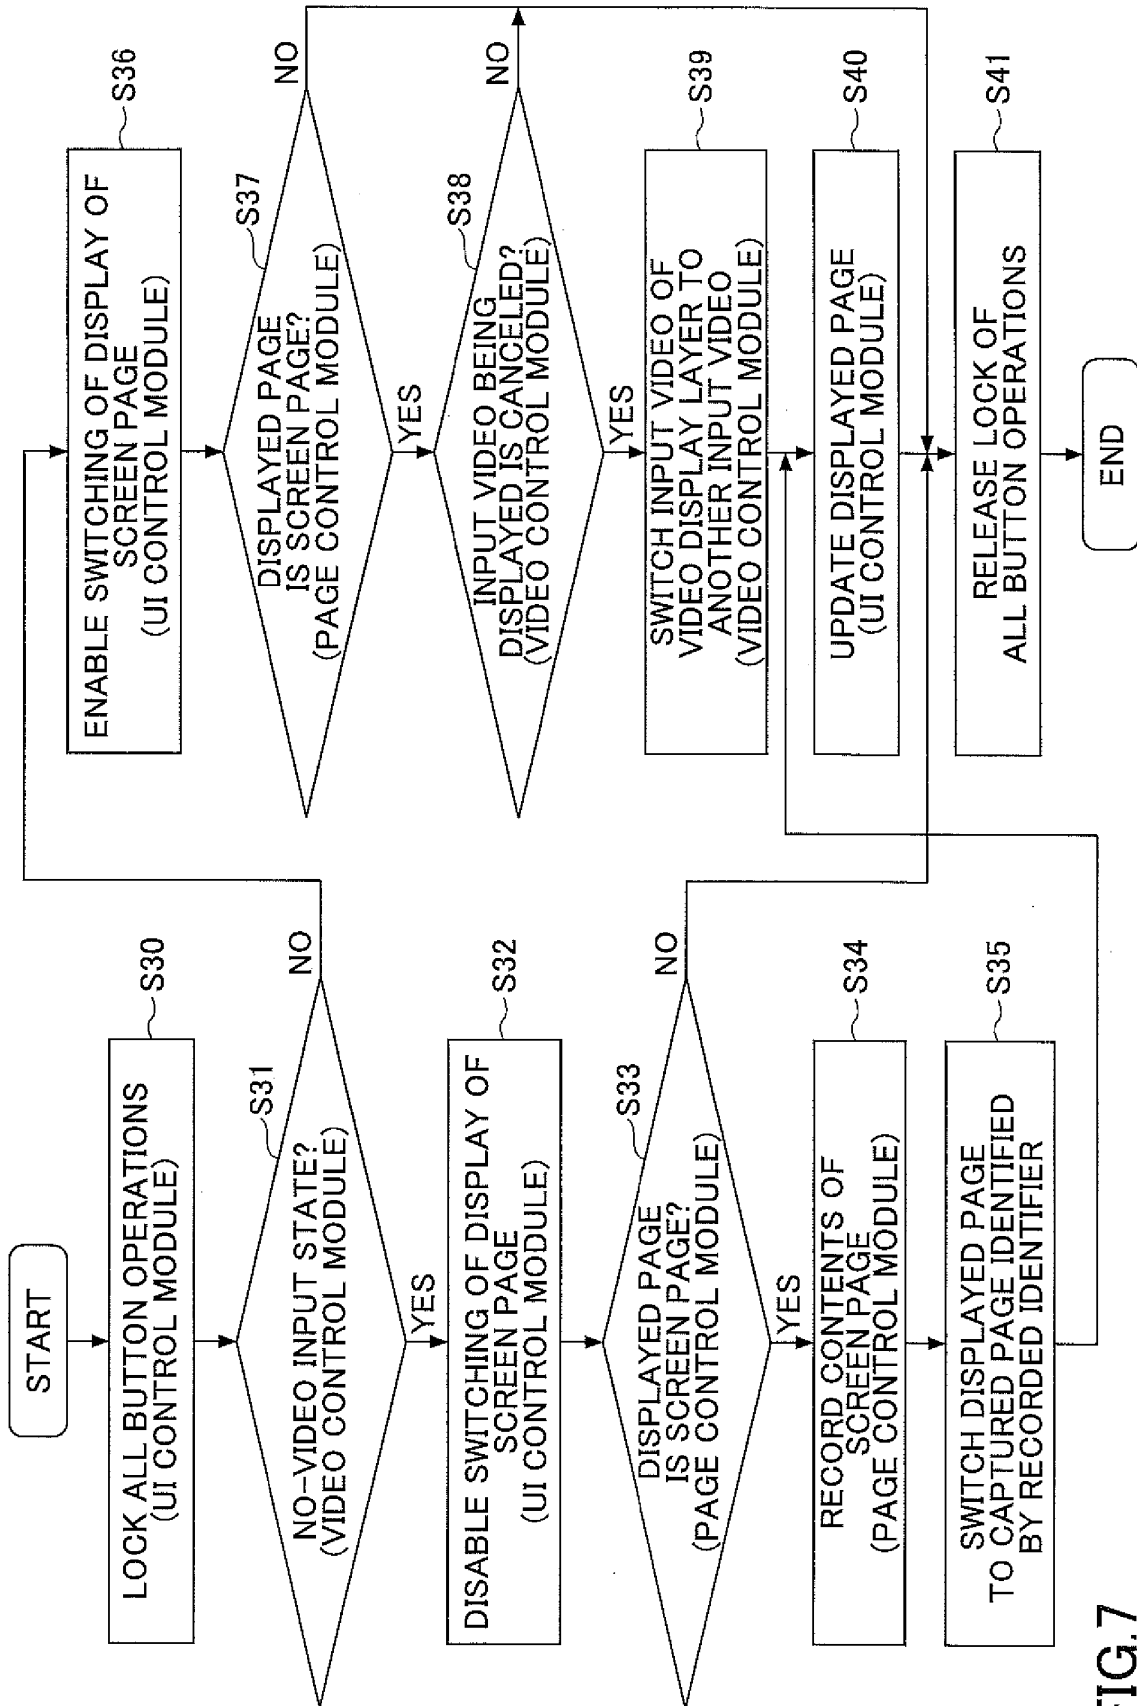 START
LOCK ALL BUTTON OPERATIONS
(UI CONTROL MODULE)
S30
S31
NO-VIDEO INPUT STATE?
(VIDEO CONTROL MODULE)
NO
YES
DISABLE SWITCHING OF DISPLAY OF
SCREEN PAGE
(UI CONTROL MODULE)
S32
S33
DISPLAYED PAGE
IS SCREEN PAGE?
(PAGE CONTROL MODULE)
NO
YES
RECORD CONTENTS OF
SCREEN PAGE
(PAGE CONTROL MODULE)
S34
SWITCH DISPLAYED PAGE
TO CAPTURED PAGE IDENTIFIED
BY RECORDED IDENTIFIER
S35
ENABLE SWITCHING OF DISPLAY OF
SCREEN PAGE
(UI CONTROL MODULE)
S36
S37
DISPLAYED PAGE
IS SCREEN PAGE?
(PAGE CONTROL MODULE)
NO
YES
S38
INPUT VIDEO BEING
DISPLAYED IS CANCELED?
(VIDEO CONTROL MODULE)
NO
YES
SWITCH INPUT VIDEO OF
VIDEO DISPLAY LAYER TO
ANOTHER INPUT VIDEO
(VIDEO CONTROL MODULE)
S39
UPDATE DISPLAYED PAGE
(UI CONTROL MODULE)
S40
RELEASE LOCK OF
ALL BUTTON OPERATIONS
S41
END
FIG.7